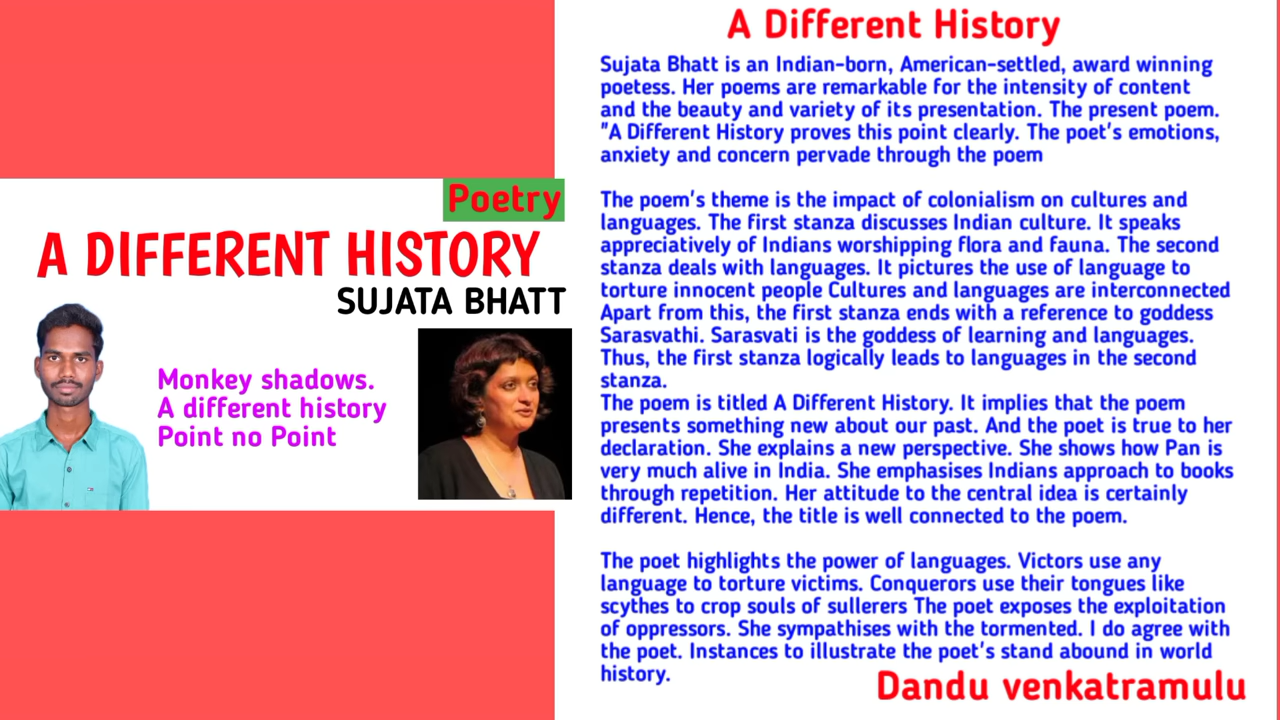 Poetry
A DIFFERENT HISTORY
SUJATA BHATT
Monkey shadows.
A different history
Point no Point
A Different History
Sujata Bhatt is an Indian-born, American-settled, award winning
poetess. Her poems are remarkable for the intensity of content
and the beauty and variety of its presentation. The present poem.
"A Different History proves this point clearly. The poet's emotions,
anxiety and concern pervade through the poem
The poem's theme is the impact of colonialism on cultures and
languages. The first stanza discusses Indian culture. It speaks
appreciatively of Indians worshipping flora and fauna. The second
stanza deals with languages. It pictures the use of language to
torture innocent people Cultures and languages are interconnected
Apart from this, the first stanza ends with a reference to goddess
Sarasvathi. Sarasvati is the goddess of learning and languages.
Thus, the first stanza logically leads to languages in the second
stanza.
The poem is titled A Different History. It implies that the poem
presents something new about our past. And the poet is true to her
declaration. She explains a new perspective. She shows how Pan is
very much alive in India. She emphasises Indians approach to books
through repetition. Her attitude to the central idea is certainly
different. Hence, the title is well connected to the poem.
The poet highlights the power of languages. Victors use any
language to torture victims. Conquerors use their tongues like
scythes to crop souls of sullerers The poet exposes the exploitation
of oppressors. She sympathises with the tormented. I do agree with
the poet. Instances to illustrate the poet's stand abound in world
history.
Dandu venkatramulu